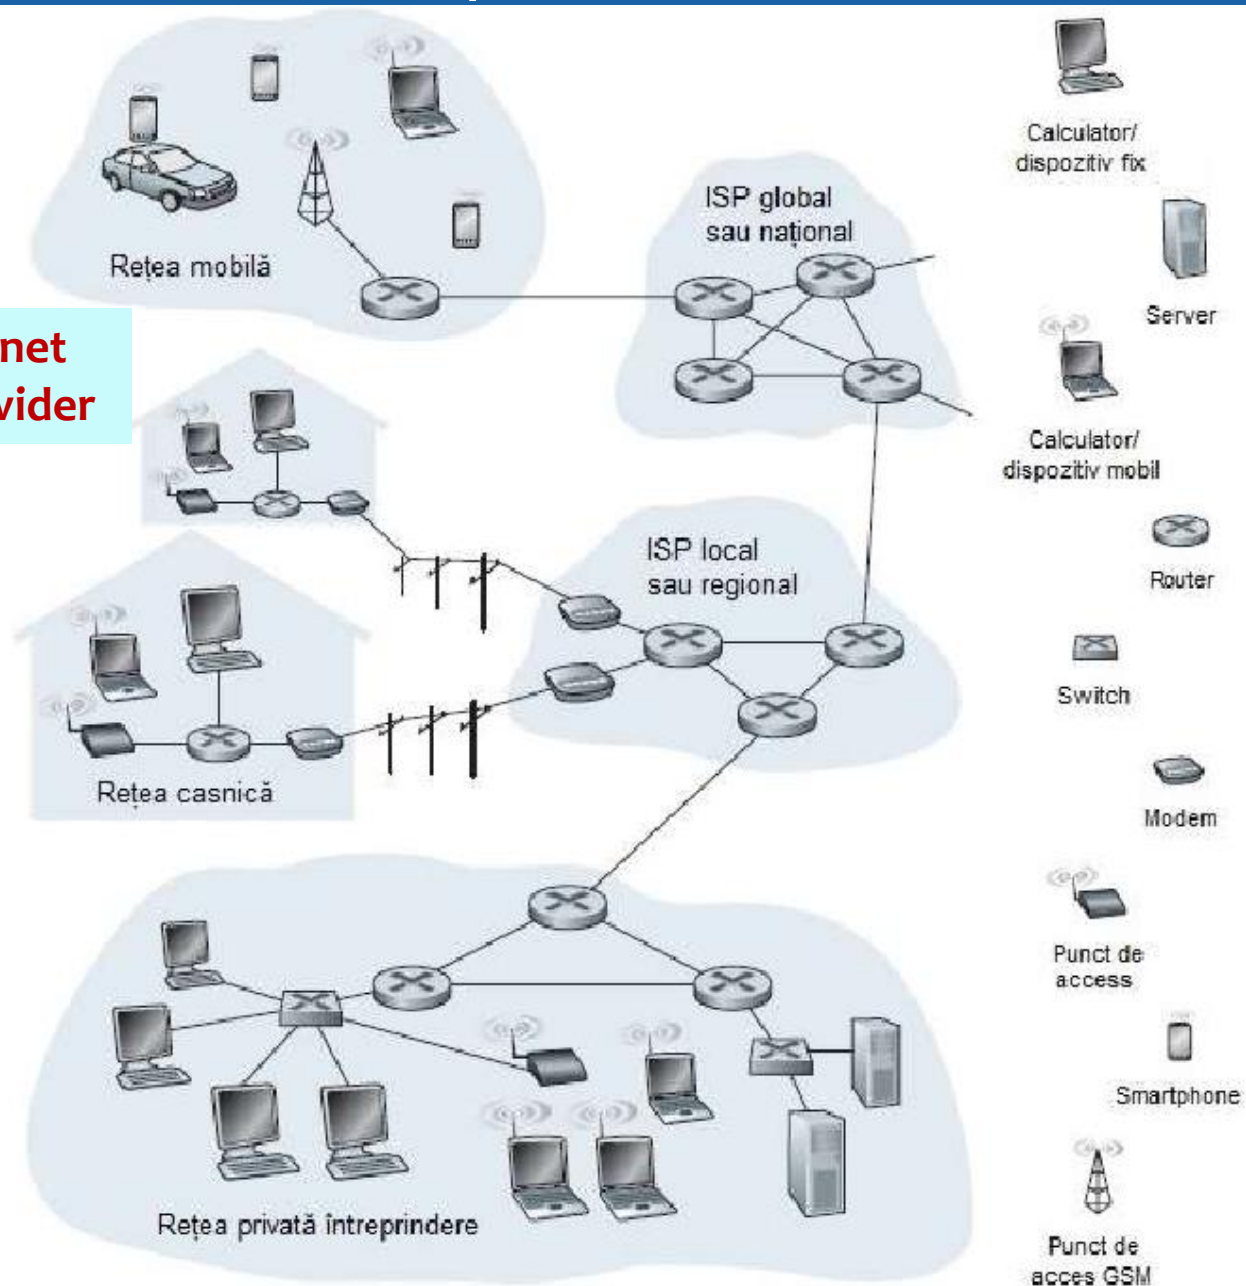 Rețea mobilă
ISP global
sau național
net
vider
ISP local
sau regional
Rețea casnică
Rețea privată întreprindere
Calculator/
dispozitiv fix
Server
Calculator/
dispozitiv mobil
Router
Switch
Modem
Punct de
access
Smartphone
Punct de
acces GSM